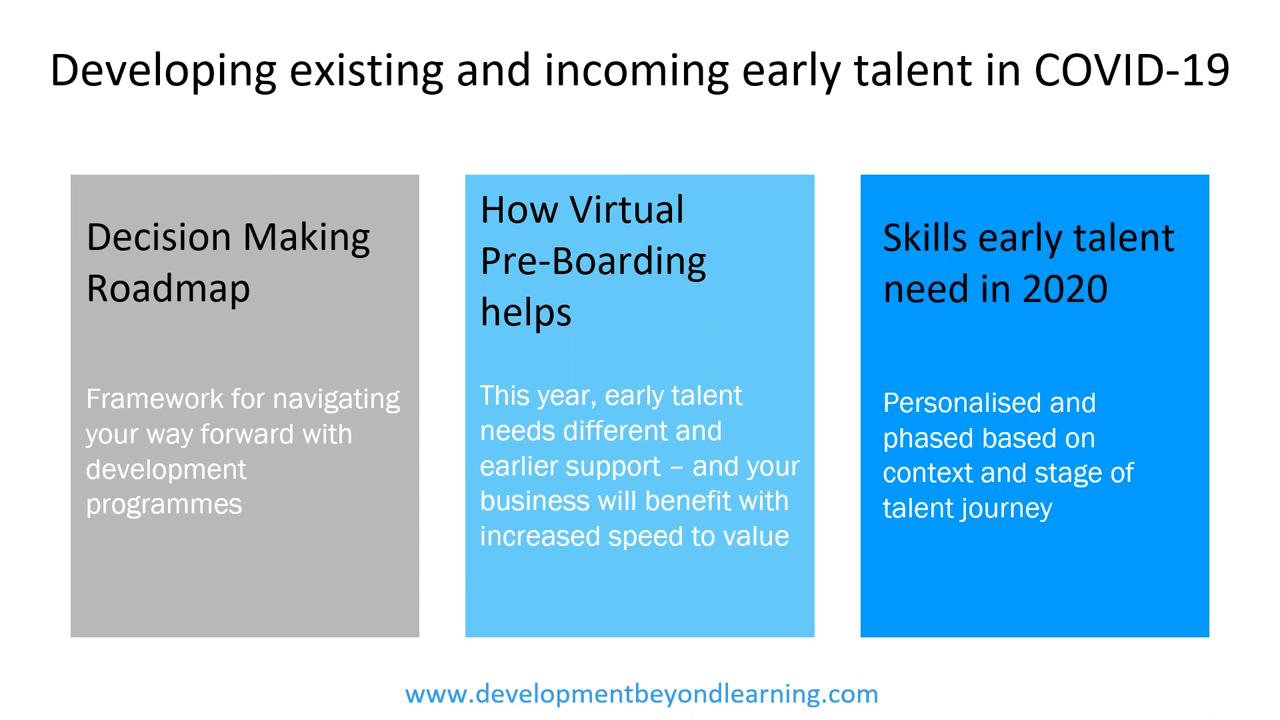 Developing existing and incoming early talent in COVID-19
Decision Making
Roadmap
Framework for navigating
your way forward with
development
programmes
How Virtual
Pre-Boarding
helps
This year, early talent
needs different and
earlier support – and your
business will benefit with
increased speed to value
Skills early talent
need in 2020
Personalised and
phased based on
context and stage of
talent journey
www.developmentbeyondlearning.com